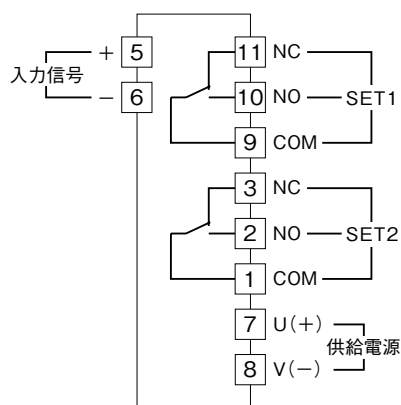 + 5
入力信号
− 6
11 NC
10 NO SET1
9 COM
3 NC
2 NO SET2
1 COM
7 U(+)
供給電源
8 V(−)